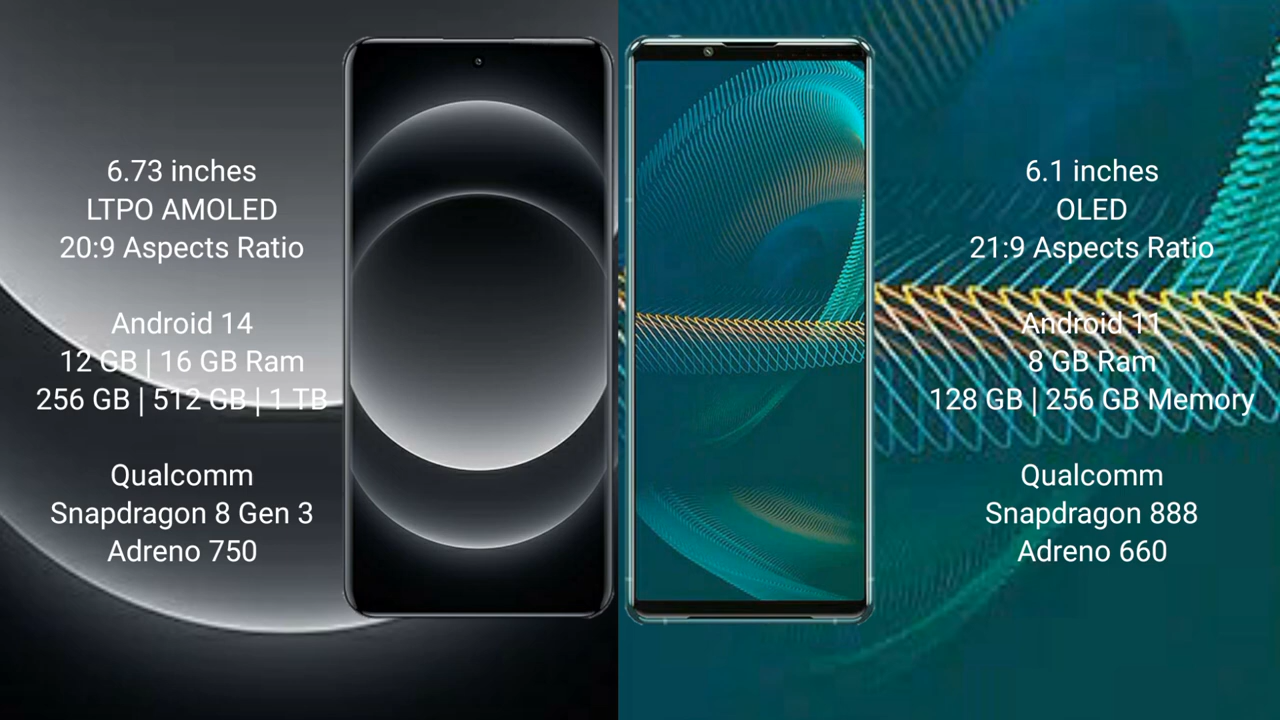 6.73 inches
LTPO AMOLED
20:9 Aspects Ratio
Android 14
12 GB | 16 GB Ram
256 GB | 512 GB | 1 TB
Qualcomm
Snapdragon 8 Gen 3
Adreno 750
6.1 inches
OLED
21:9 Aspects Ratio
Android 11
8 GB Ram
128 GB | 256 GB Memory
Qualcomm
Snapdragon 888
Adreno 660